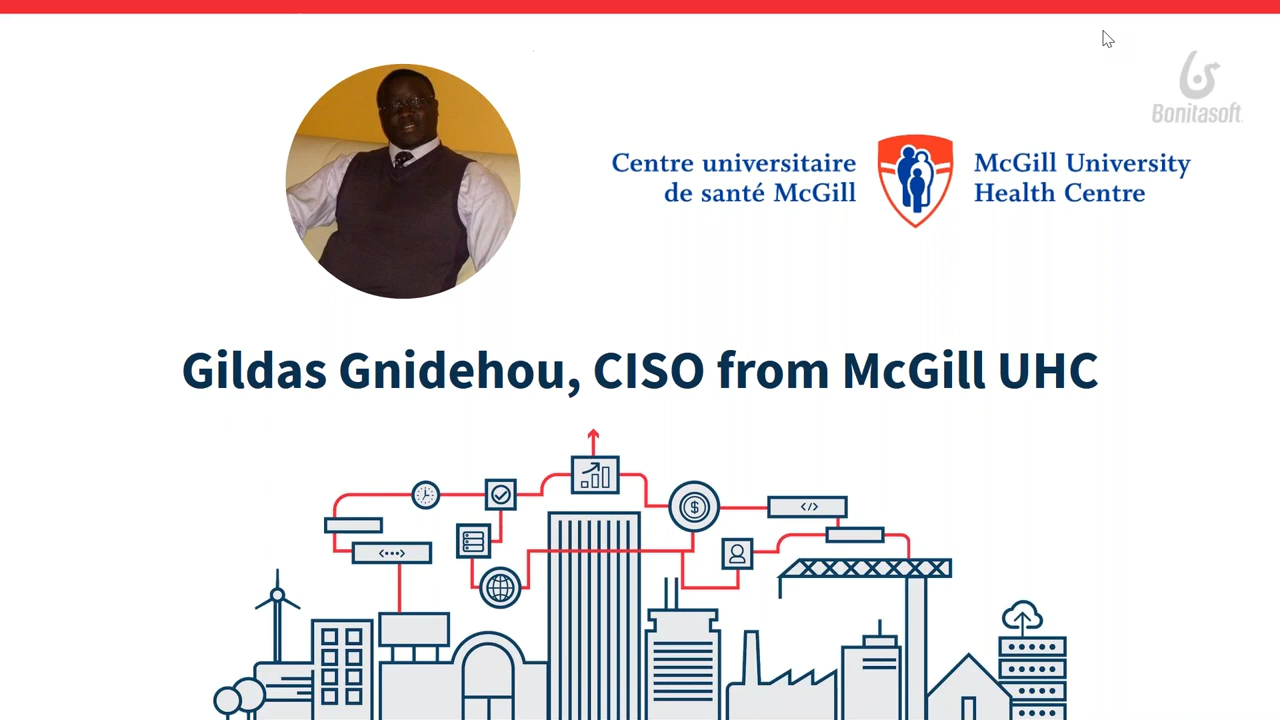 Bonitasoft
Centre universitaire
de santé McGill
McGill University
Health Centre
Gildas Gnidehou, CISO from McGill UHC
$
</>
<••••>